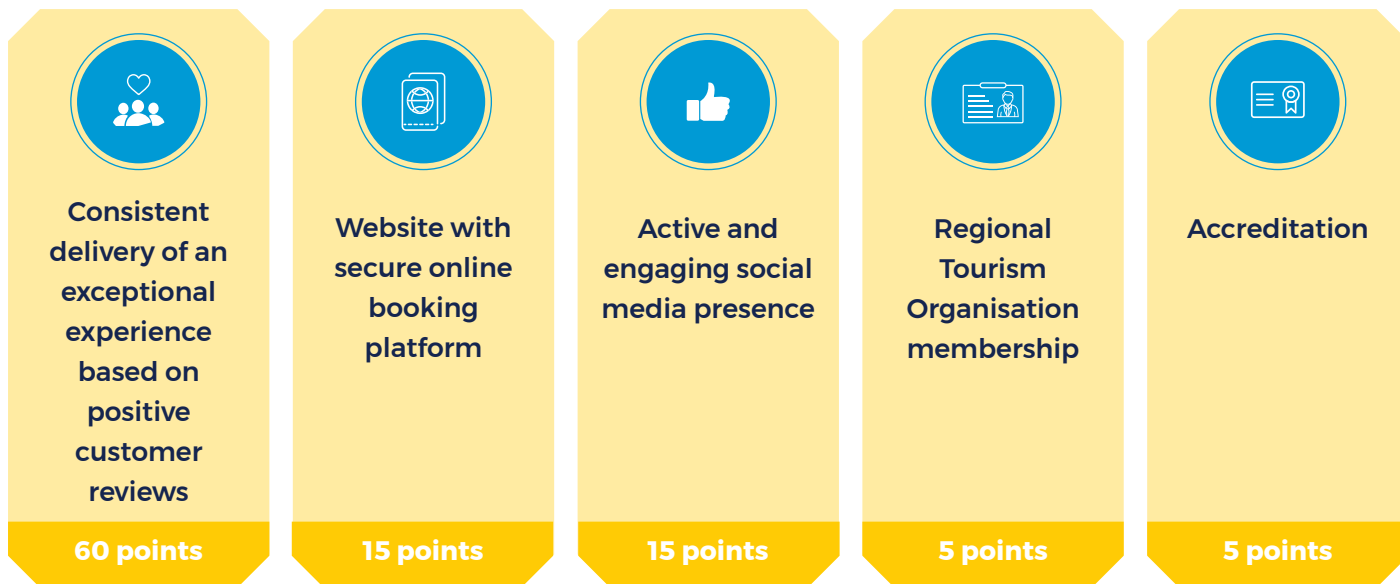 Consistent
delivery of an
exceptional
experience
based on
positive
customer
reviews
60 points
Website with
secure online
booking
platform
15 points
Active and
engaging social
media presence
15 points
Regional
Tourism
Organisation
membership
5 points
Accreditation
5 points